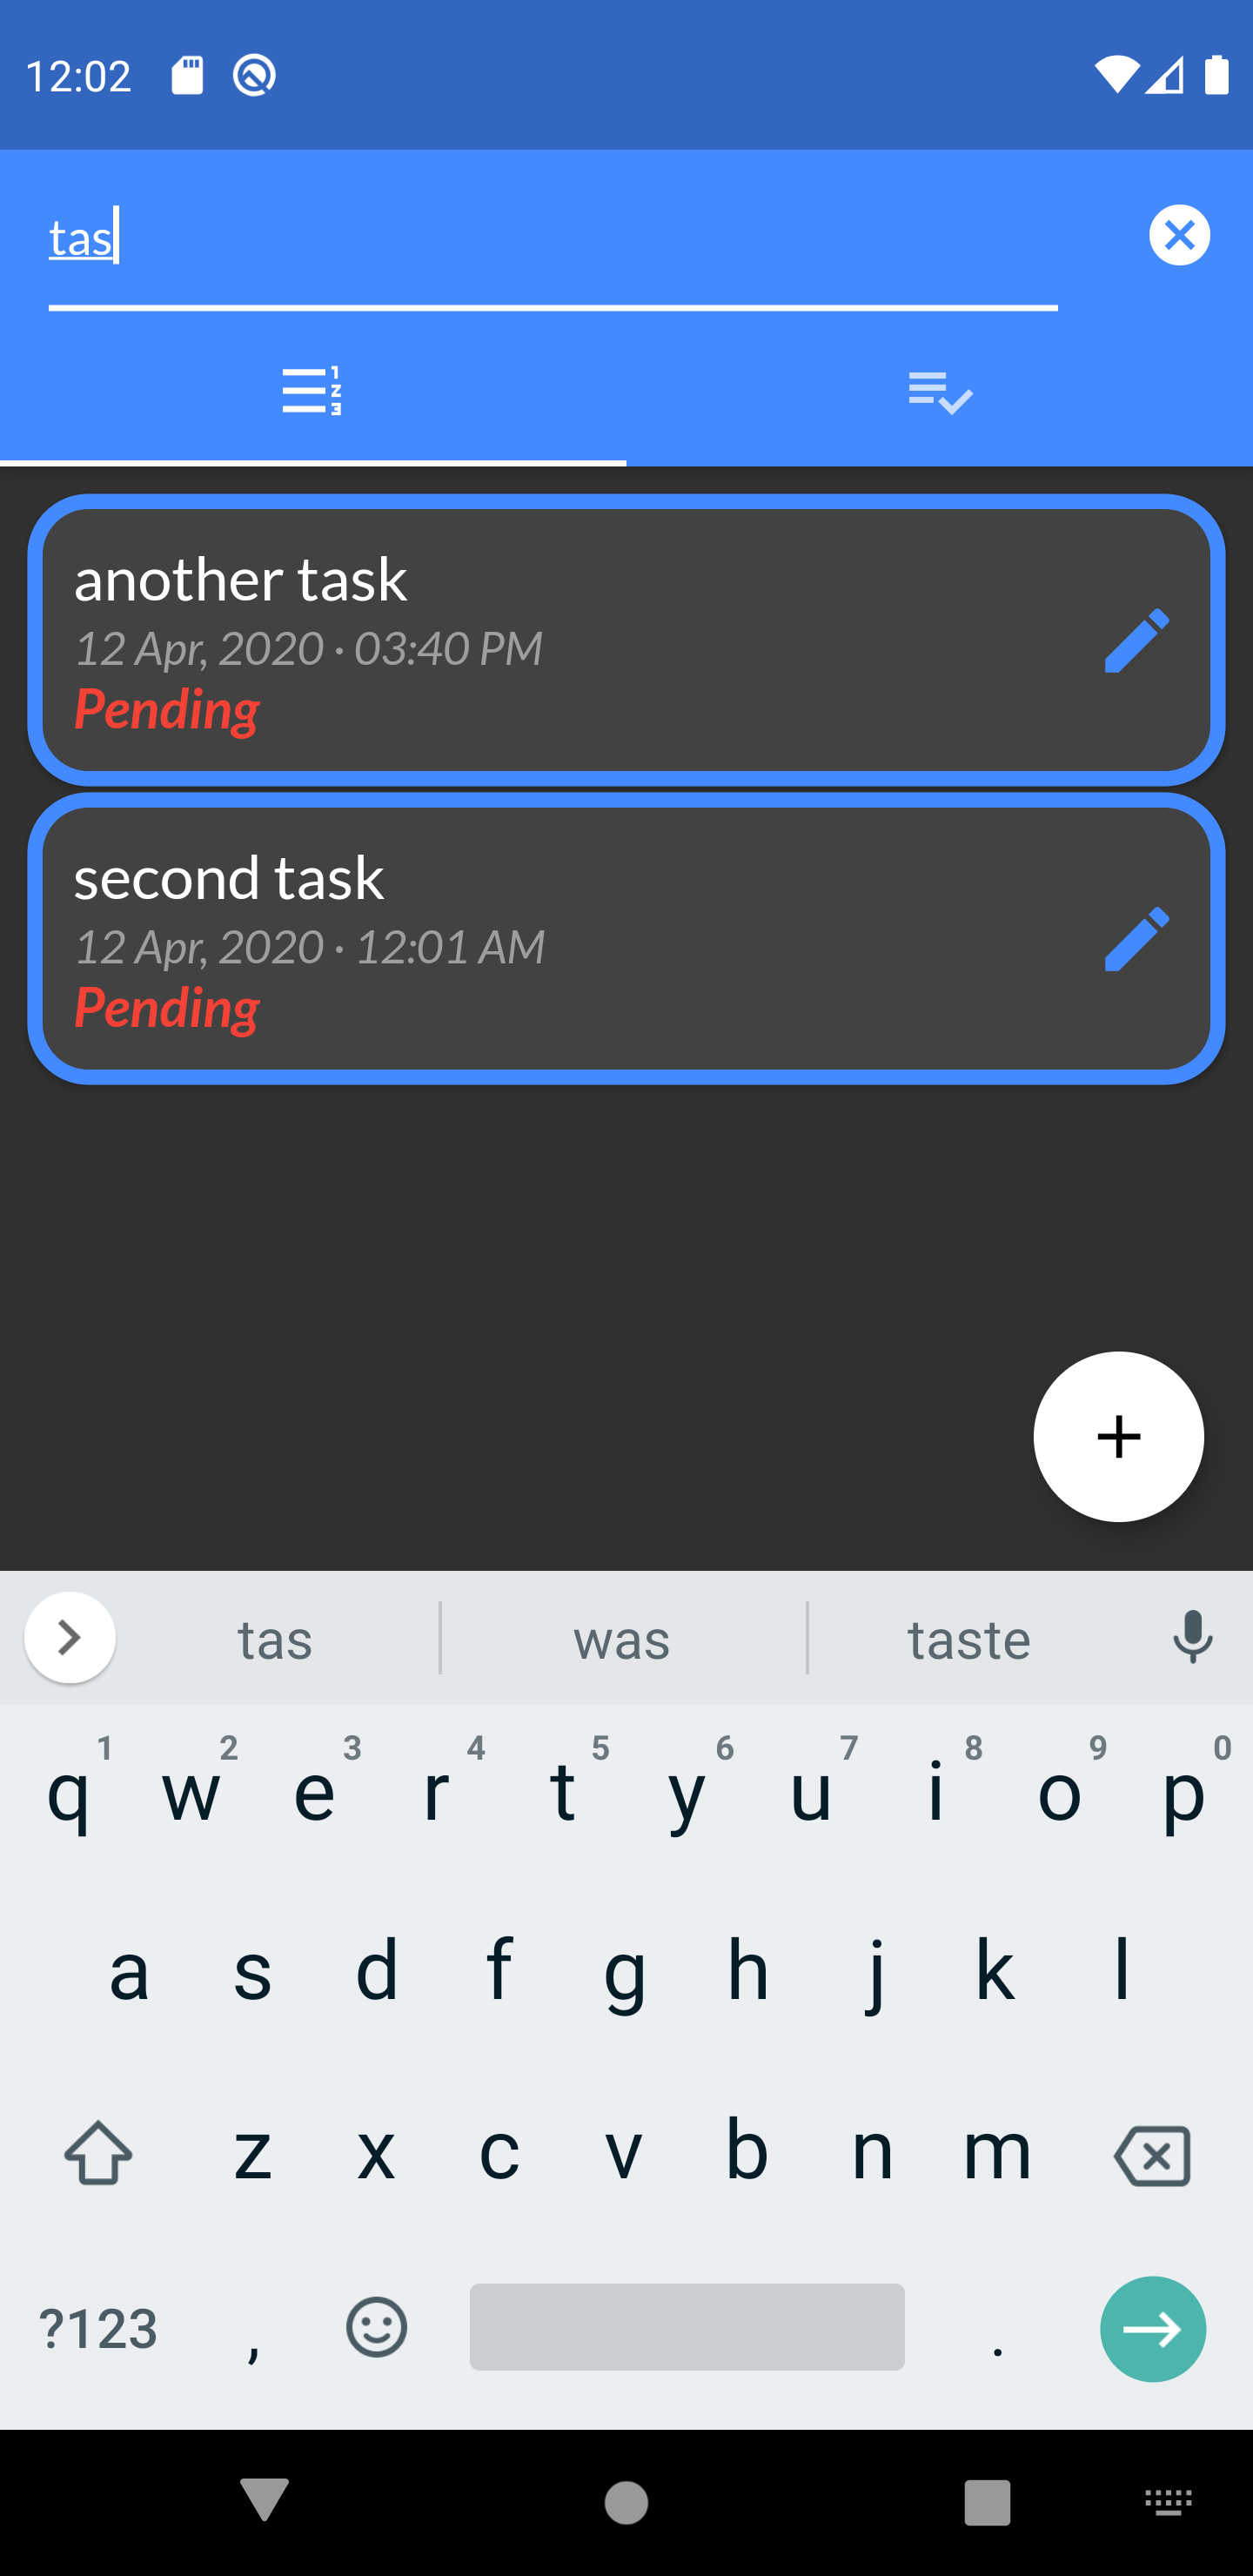 12:02
tas
another task
12 Apr, 2020 · 03:40 PM
Pending
second task
12 Apr, 2020 · 12:01 AM
Pending
tas was taste
q 1 w 2 e 3 r 4 t 5 y 6 u 7 i 8 o 9 p 0
a s d f g h j k l
z x c v b n m
?123 , .